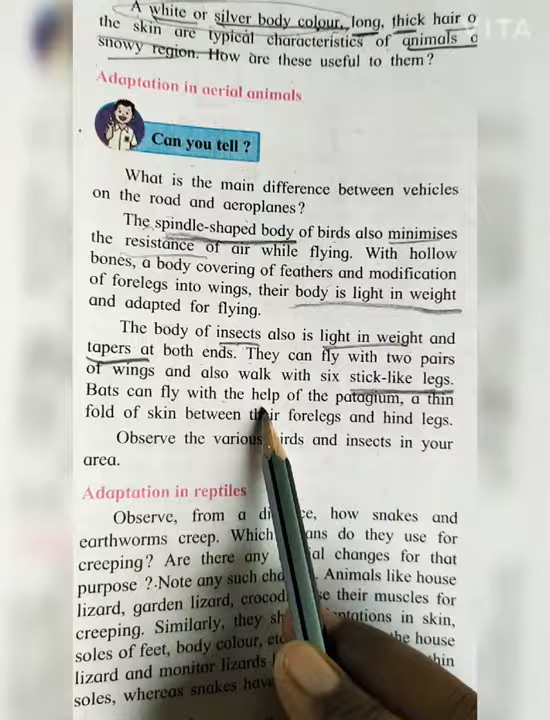 A white or silver body colour, long, thick hair o
the skin are typical characteristics of animals
snowy region. How are these useful to them?
Adaptation in aerial animals
Can you tell ?
What is the main difference between vehicles
on the road and aeroplanes?
The spindle-shaped body of birds also minimises
the resistance of air while flying. With hollow
bones, a body covering of feathers and modification
of forelegs into wings, their body is light in weight
and adapted for flying.
The body of insects also is light in weight and
tapers at both ends. They can fly with two pairs
of wings and also walk with six stick-like legs.
Bats can fly with the help of the patagium, a thin
fold of skin between their forelegs and hind legs.
Observe the various irds and insects in your
area.
Adaptation in reptiles
Observe, from a di ce, how snakes and
earthworms creep. Which ans do they use for
creeping? Are there any ial changes for that
purpose ? Note any such cha . Animals like house
lizard, garden lizard, crocod se their muscles for
creeping. Similarly, they sh ptations in skin,
soles of feet, body colour, etc the house
lizard and monitor lizards hin
soles, whereas snakes have
VITA